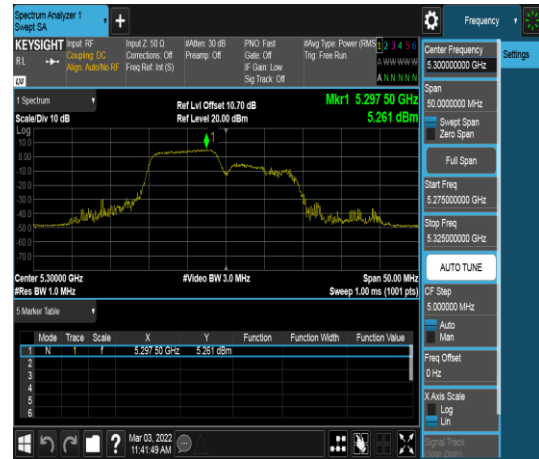 Spectrum Analyzer 1
Swept SA
+
Frequency
KEYSIGHT
Input: RF
Input Z: 50 Ω
#Atten: 30 dB
PNO: Fast
#Avg Type: Power (RMS
1 2 3 4 5 6
RL
Coupling: DC
Corrections: Off
Preamp: Off
Gate: Off
Trig: Free Run
A WW WW W
Align: Auto/No RF
Freq Ref: Int (S)
IF Gain: Low
Sig Track: Off
A N N N N N
LXI
Center Frequency
5.300000000 GHz
Settings
Span
50.0000000 MHz
Swept Span
Zero Span
Full Span
Start Freq
5.275000000 GHz
Stop Freq
5.325000000 GHz
AUTO TUNE
CF Step
5.000000 MHz
Auto
Man
Freq Offset
0 Hz
X Axis Scale
Log
Lin
Signal Track
(Span Zoom)
1 Spectrum
Scale/Div 10 dB
Ref Lvl Offset 10.70 dB
Ref Level 20.00 dBm
Mkr1 5.297 50 GHz
5.261 dBm
Log
1
10.0
0.00
-10.0
-20.0
-30.0
-40.0
-50.0
-60.0
-70.0
Center 5.30000 GHz
#Video BW 3.0 MHz
Span 50.00 MHz
#Res BW 1.0 MHz
Sweep 1.00 ms (1001 pts)
5 Marker Table
Mode Trace Scale X Y Function Function Width Function Value
1 N 1 f 5.297 50 GHz 5.261 dBm
2
3
4
5
6
?
Mar 03, 2022
11:41:49 AM